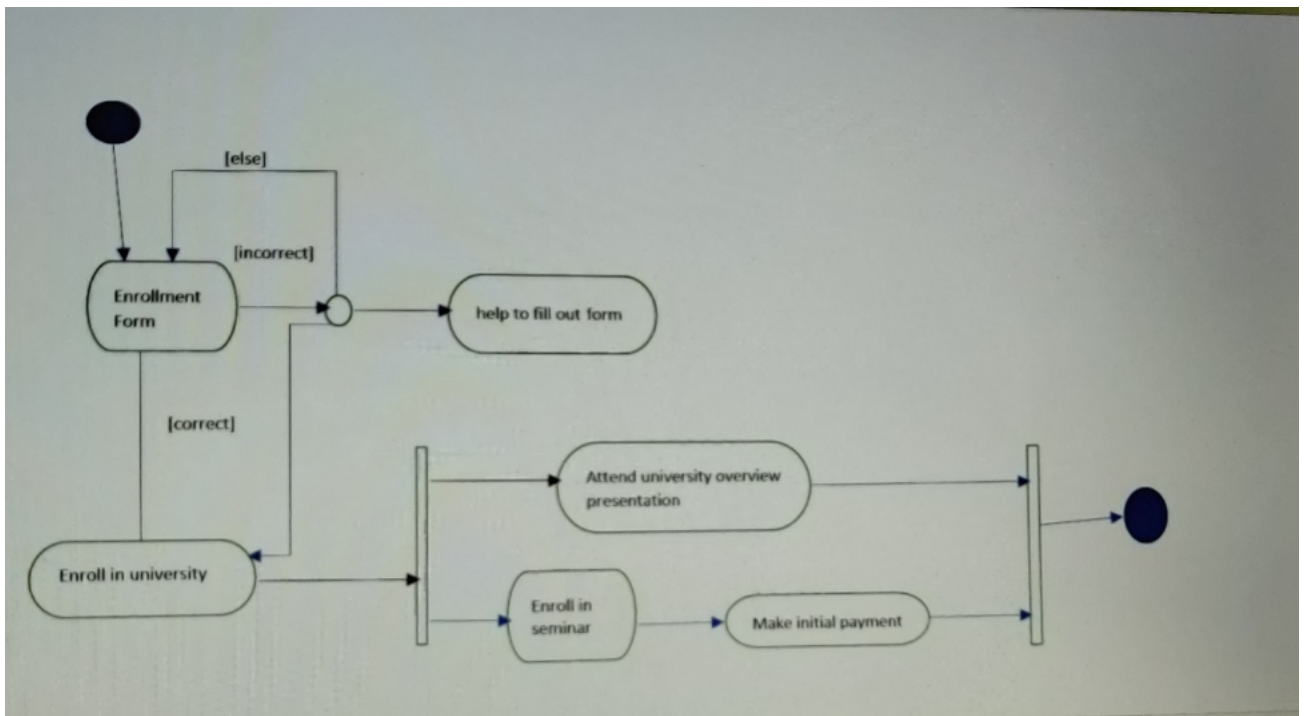 [else]
[incorrect]
Enrollment
Form
help to fill out form
[correct]
Attend university overview
presentation
Enroll in university
Enroll in
seminar
Make initial payment